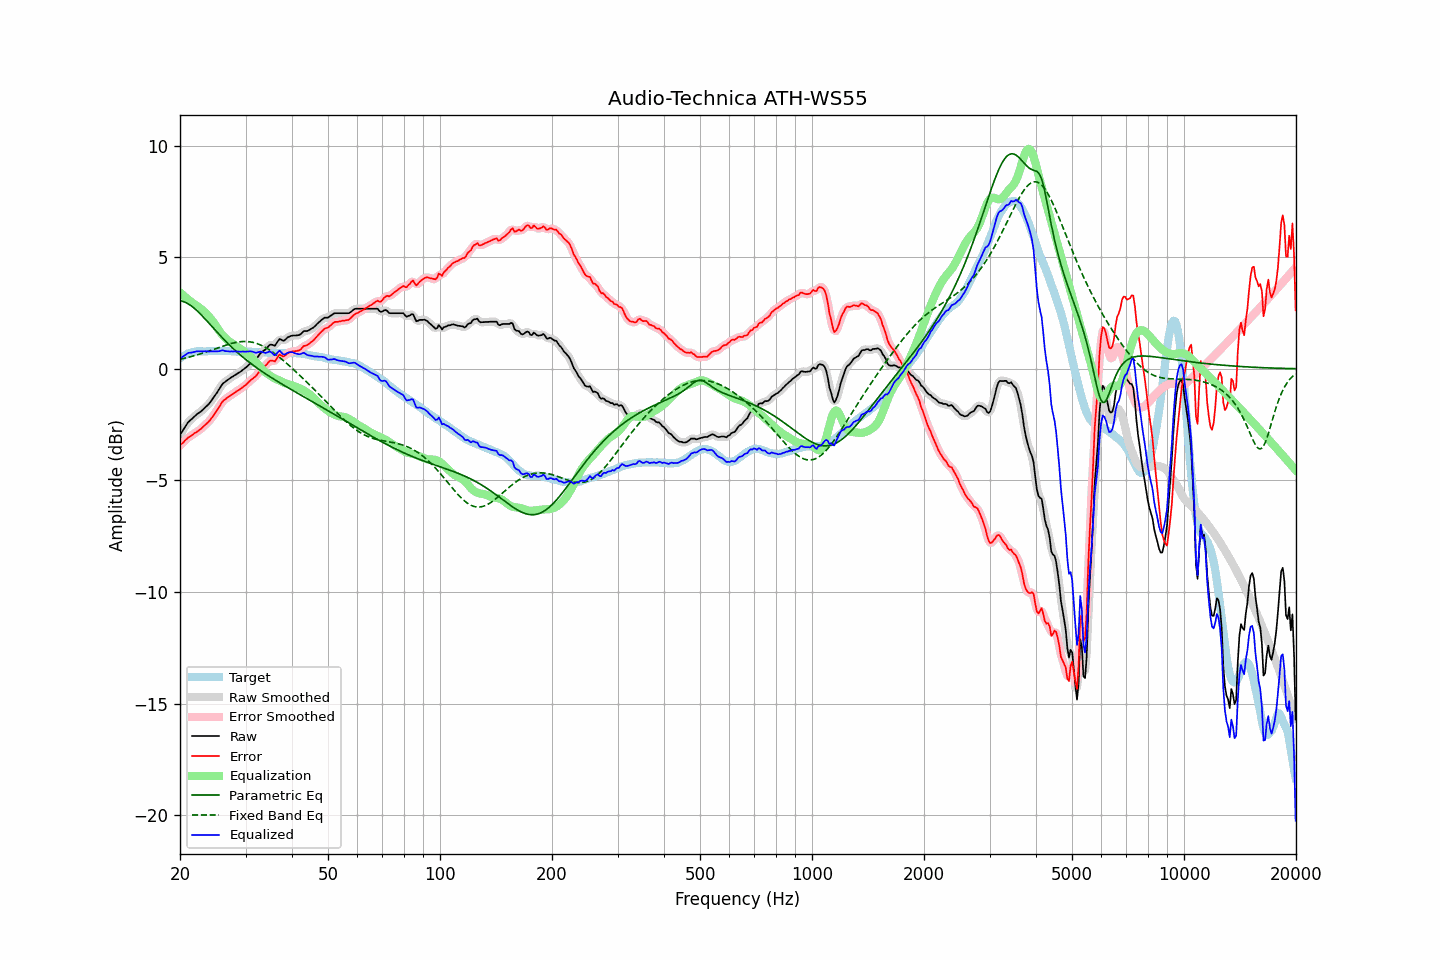 Audio-Technica ATH-WS55
Amplitude (dBr)
10
5
0
−5
−10
−15
−20
Target
Raw Smoothed
Error Smoothed
Raw
Error
Equalization
Parametric Eq
Fixed Band Eq
Equalized
20 50 100 200 500 1000 2000 5000 10000 20000
Frequency (Hz)